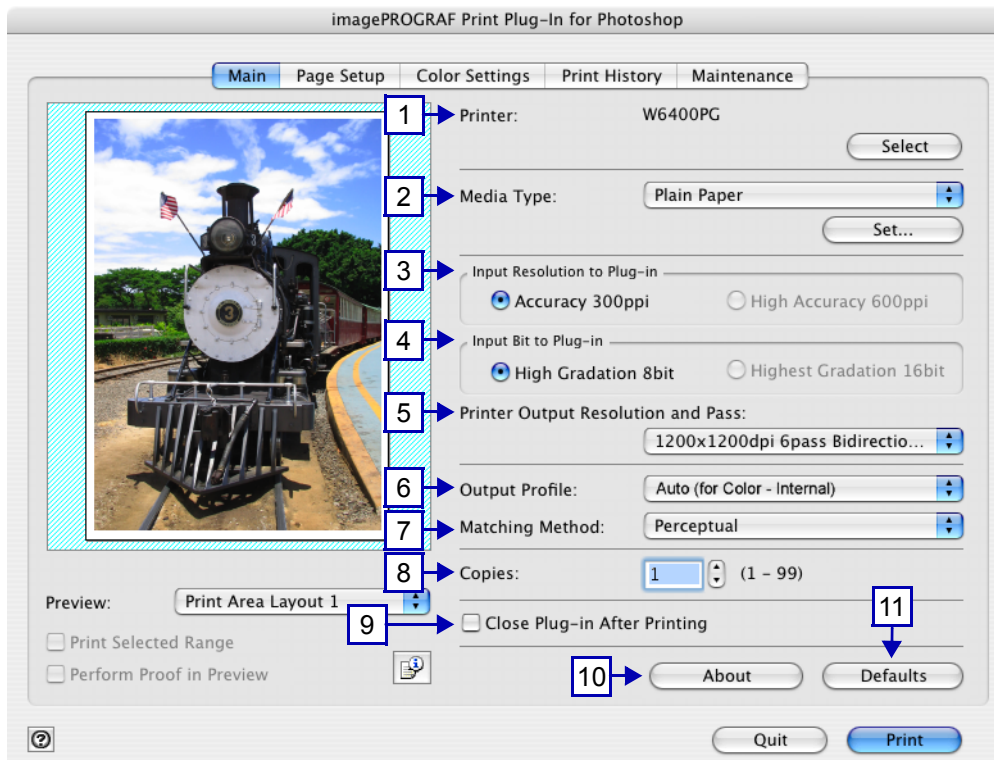 imagePROGRAF Print Plug-In for Photoshop
Main Page Setup Color Settings Print History Maintenance
1 Printer: W6400PG
Select
2 Media Type: Plain Paper
Set...
3 Input Resolution to Plug-in
Accuracy 300ppi High Accuracy 600ppi
4 Input Bit to Plug-in
High Gradation 8bit Highest Gradation 16bit
5 Printer Output Resolution and Pass:
1200x1200dpi 6pass Bidirectio...
6 Output Profile: Auto (for Color - Internal)
7 Matching Method: Perceptual
8 Copies: 1 (1 - 99)
Preview: Print Area Layout 1
9 Close Plug-in After Printing
11
Print Selected Range
Perform Proof in Preview
10 About Defaults
? Quit Print
3